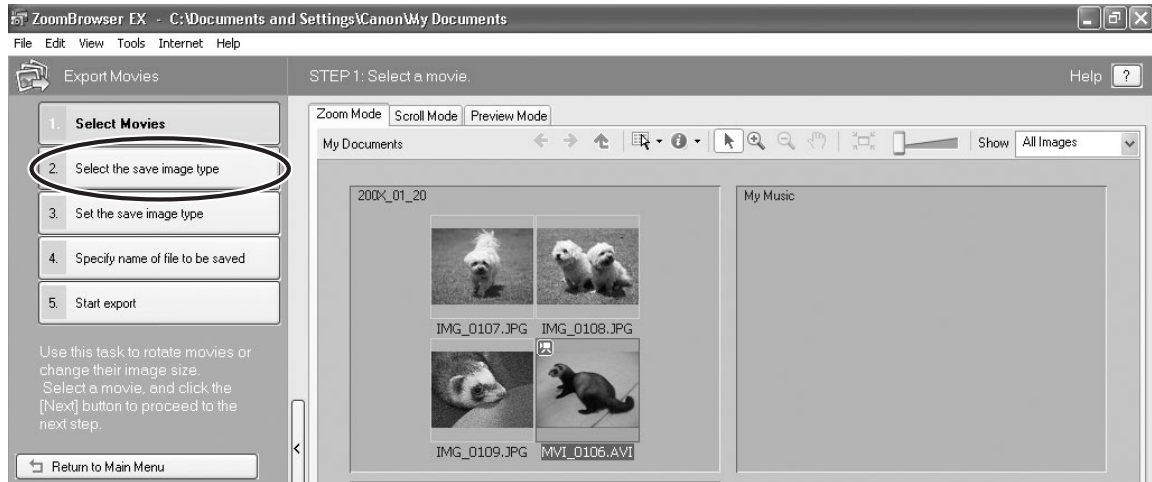 ZoomBrowser EX - C:\Documents and Settings\Canon\My Documents
File Edit View Tools Internet Help
Export Movies
STEP 1: Select a movie.
Help ?
1. Select Movies
2. Select the save image type
3. Set the save image type
4. Specify name of file to be saved
5. Start export
Use this task to rotate movies or
change their image size.
Select a movie, and click the
[Next] button to proceed to the
next step.
Return to Main Menu
Zoom Mode Scroll Mode Preview Mode
My Documents
Show All Images
200X_01_20
My Music
IMG_0107.JPG IMG_0108.JPG
IMG_0109.JPG MVI_0106.AVI